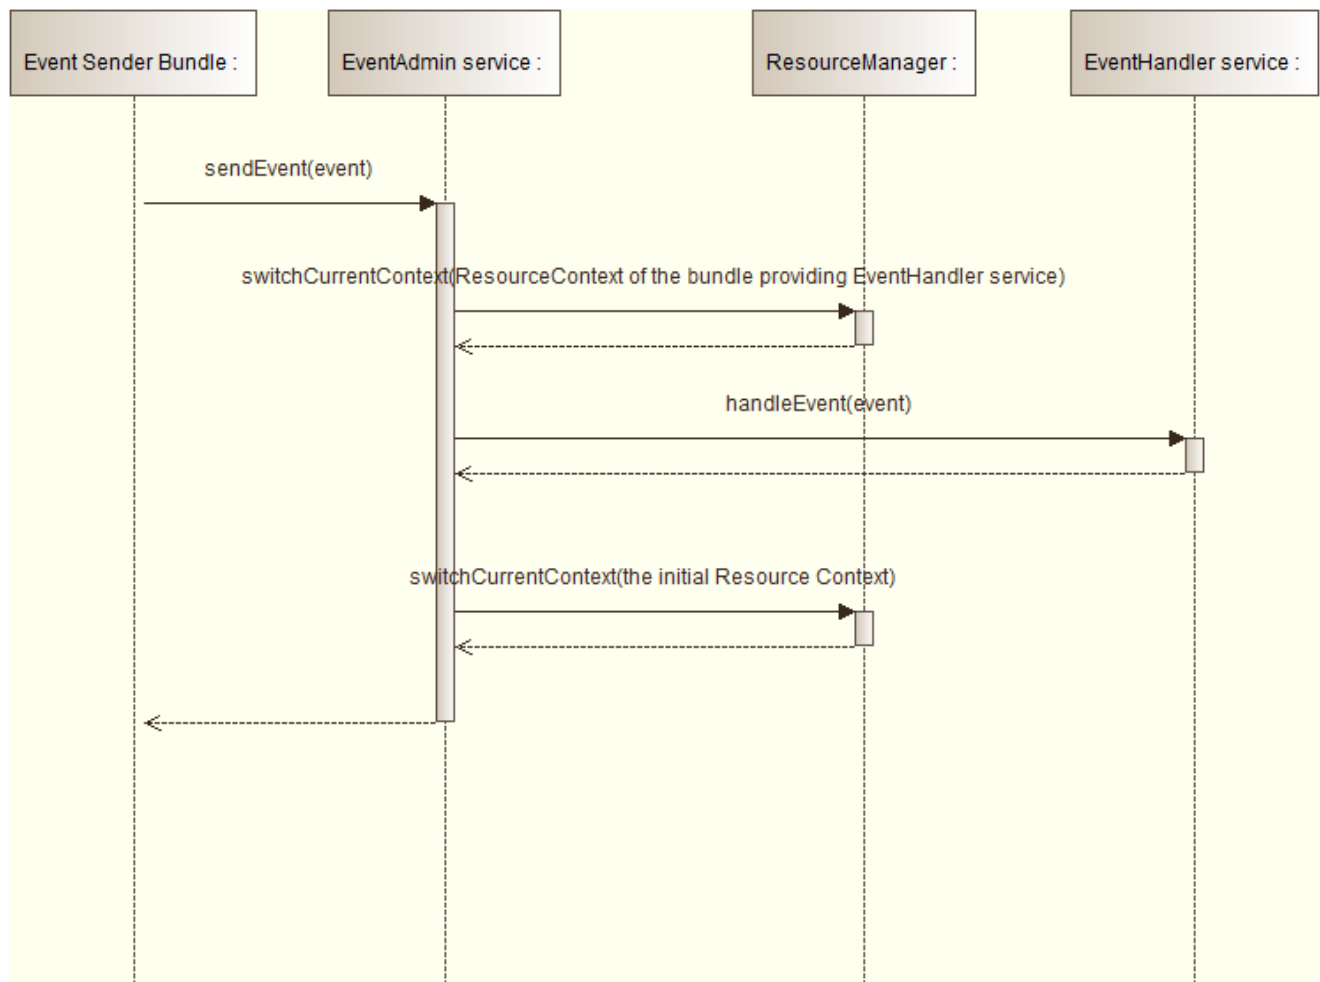 Event Sender Bundle :
EventAdmin service :
ResourceManager :
EventHandler service :
sendEvent(event)
switchCurrentContext(ResourceContext of the bundle providing EventHandler service)
handleEvent(event)
switchCurrentContext(the initial Resource Context)